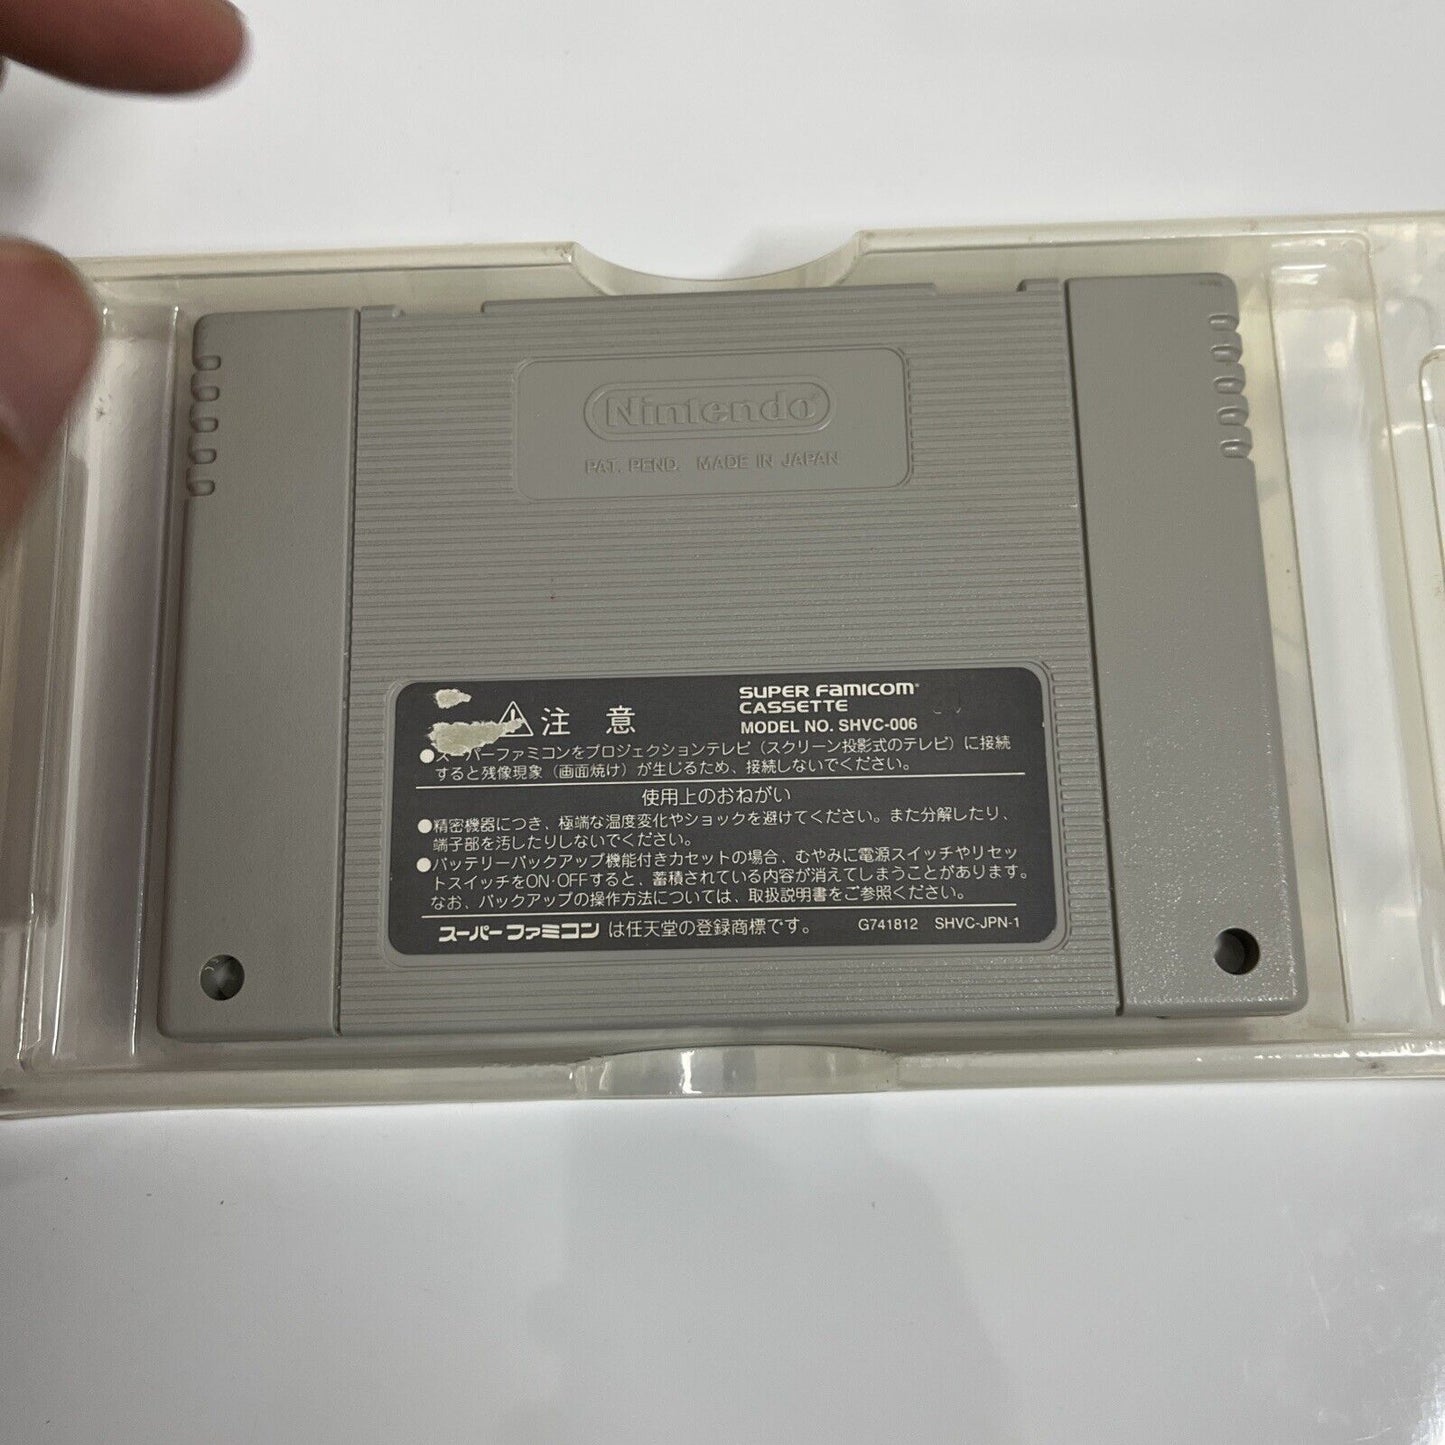 Nintendo
PAT. PEND. MADE IN JAPAN
注意
SUPER FAMICOM®
CASSETTE
MODEL NO. SHVC-006
●スーパーファミコンをプロジェクションテレビ（スクリーン投影式のテレビ）に接続
すると残像現象（画面焼け）が生じるため、接続しないでください。
使用上のおねがい
●精密機器につき、極端な温度変化やショックを避けてください。また分解したり、
端子部を汚したりしないでください。
●バッテリーバックアップ機能付きカセットの場合、むやみに電源スイッチやリセッ
トスイッチをON・OFFすると、蓄積されている内容が消えてしまうことがあります。
なお、バックアップの操作方法については、取扱説明書をご参照ください。
スーパーファミコンは任天堂の登録商標です。 G741812 SHVC-JPN-1